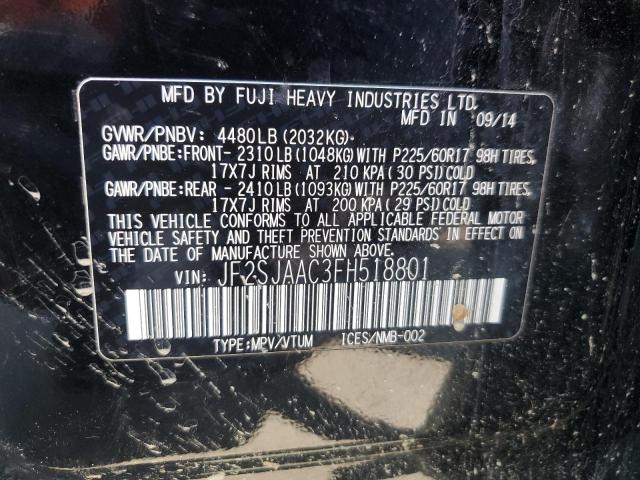 MFD BY FUJI HEAVY INDUSTRIES LTD.
MFD IN 09/14
GVWR/PNBV: 4480LB(2032KG)
GAWR/PNBE:FRONT- 2310LB(1048KG)WITH P225/60R17 98H TIRES,
17X7J RIMS AT 210 KPA(30 PSI)COLD
GAWR/PNBE:REAR - 2410LB(1093KG)WITH P225/60R17 98H TIRES,
17X7J RIMS AT 200 KPA(29 PSI)COLD
THIS VEHICLE CONFORMS TO ALL APPLICABLE FEDERAL MOTOR
VEHICLE SAFETY AND THEFT PREVENTION STANDARDS IN EFFECT ON
THE DATE OF MANUFACTURE SHOWN ABOVE.
VIN: JF2SJAAC3FH518801
TYPE:MPV/VTUM ICES/NMB-002